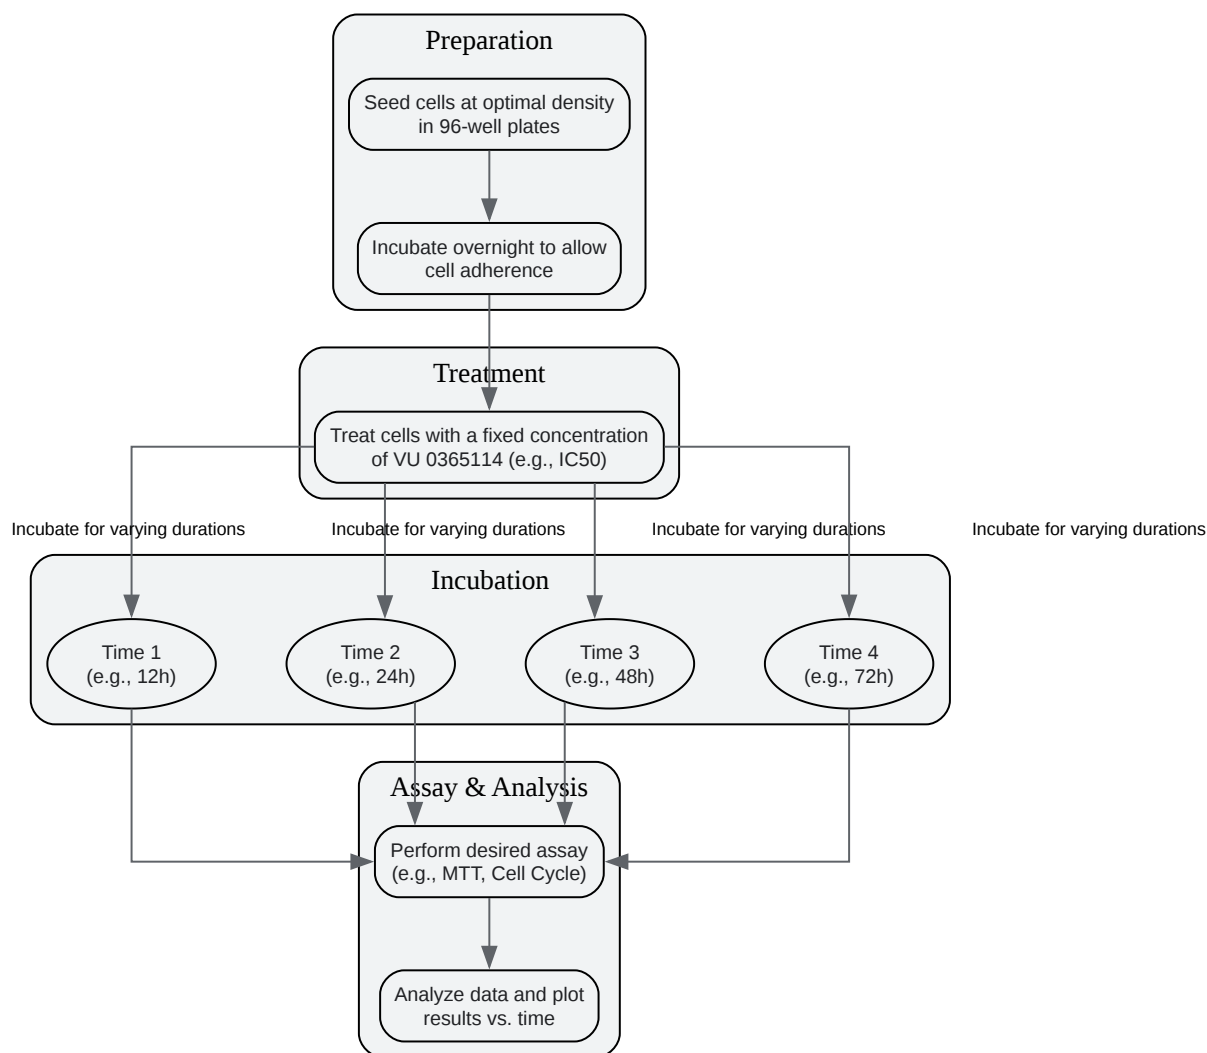 Preparation
Seed cells at optimal density
in 96-well plates
Incubate overnight to allow
cell adherence
Treatment
Treat cells with a fixed concentration
of VU 0365114 (e.g., IC50)
Incubate for varying durations
Incubate for varying durations
Incubate for varying durations
Incubate for varying durations
Incubation
Time 1
(e.g., 12h)
Time 2
(e.g., 24h)
Time 3
(e.g., 48h)
Time 4
(e.g., 72h)
Assay & Analysis
Perform desired assay
(e.g., MTT, Cell Cycle)
Analyze data and plot
results vs. time